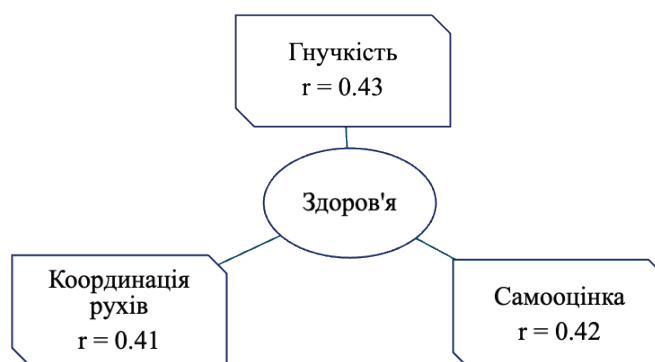 Гнучкість
r = 0.43
Здоров'я
Координація
рухів
r = 0.41
Самооцінка
r = 0.42